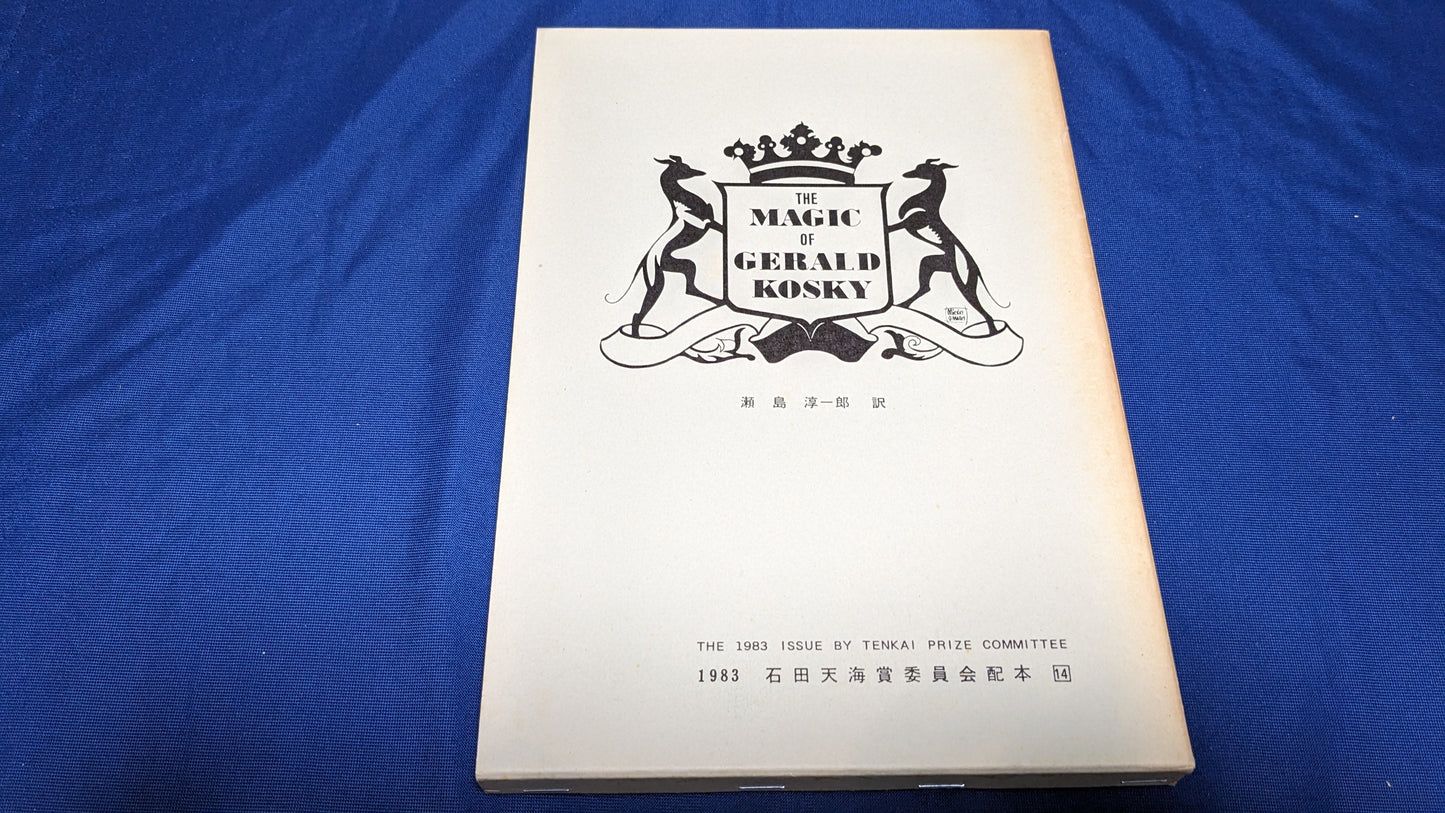 THE
MAGIC
OF
GERALD
KOSKY
瀬島 淳一郎 訳
THE 1983 ISSUE BY TENKAI PRIZE COMMITTEE
1983 石田天海賞委員会配本 14